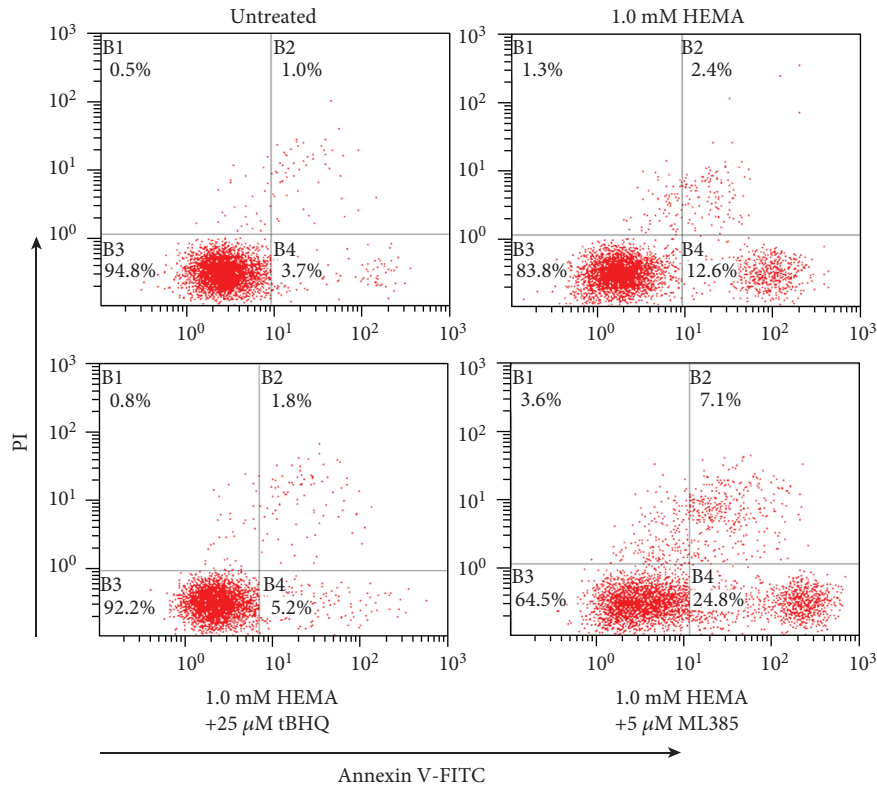 Untreated
10³
10²
10¹
10⁰
B1
0.5%
B2
1.0%
B3
94.8%
B4
3.7%
10⁰ 10¹ 10² 10³
1.0 mM HEMA
10³
10²
10¹
10⁰
B1
1.3%
B2
2.4%
B3
83.8%
B4
12.6%
10⁰ 10¹ 10² 10³
10³
10²
10¹
10⁰
B1
0.8%
B2
1.8%
B3
92.2%
B4
5.2%
10⁰ 10¹ 10² 10³
1.0 mM HEMA
+25 μM tBHQ
10³
10²
10¹
10⁰
B1
3.6%
B2
7.1%
B3
64.5%
B4
24.8%
10⁰ 10¹ 10² 10³
1.0 mM HEMA
+5 μM ML385
PI
Annexin V-FITC